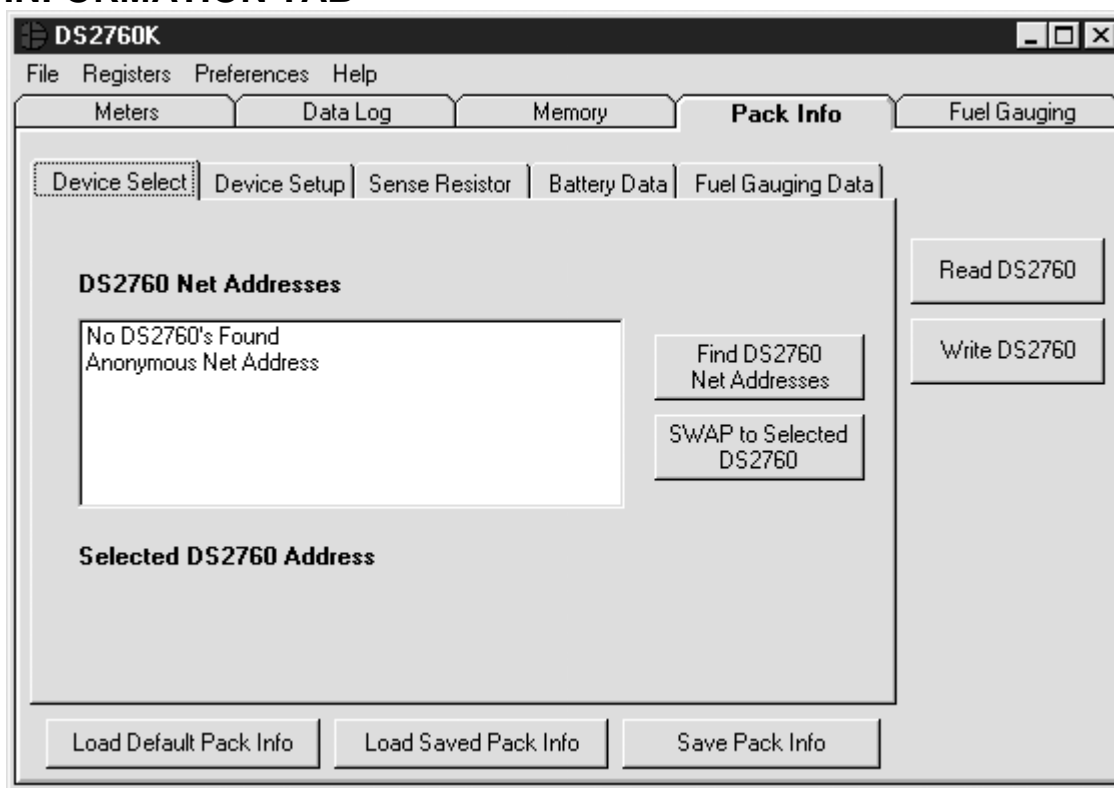 INFORMATION TAB
DS2760K
File Registers Preferences Help
Meters Data Log Memory Pack Info Fuel Gauging
Device Select Device Setup Sense Resistor Battery Data Fuel Gauging Data
DS2760 Net Addresses
No DS2760's Found
Anonymous Net Address
Find DS2760
Net Addresses
SWAP to Selected
DS2760
Selected DS2760 Address
Read DS2760
Write DS2760
Load Default Pack Info Load Saved Pack Info Save Pack Info